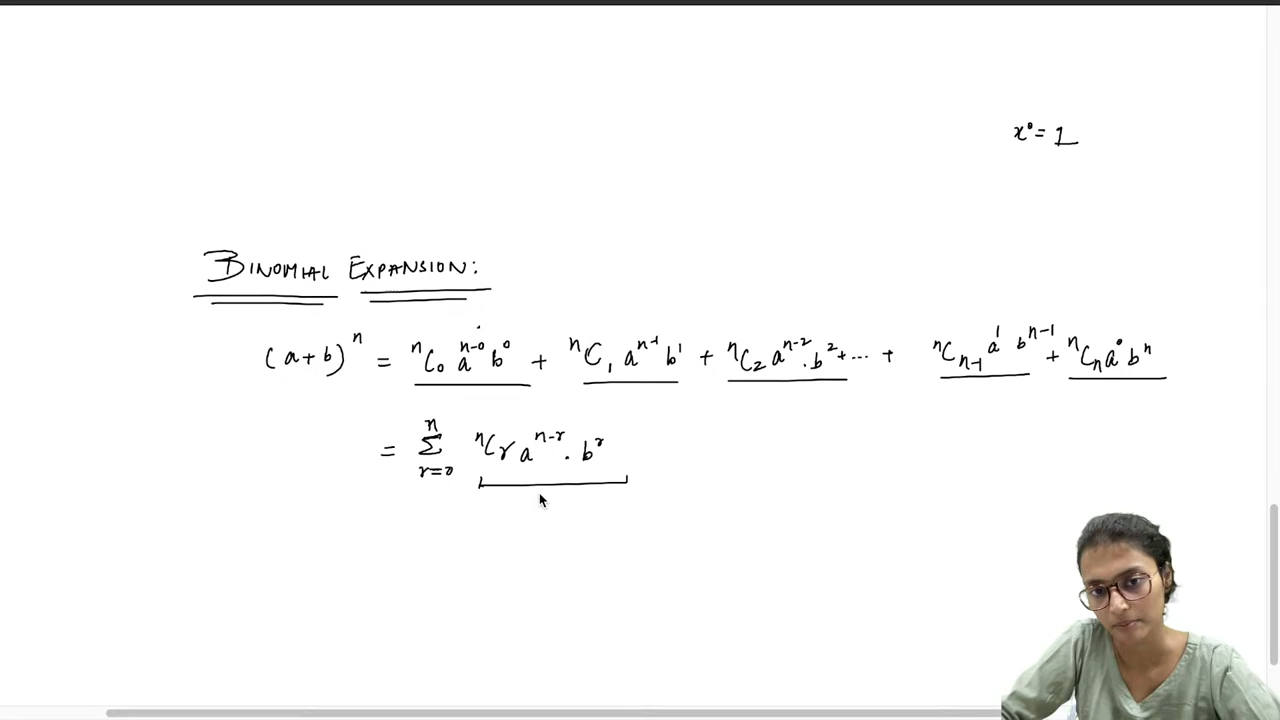 x⁰ = 1
BINOMIAL EXPANSION:
(a+b)ⁿ = ⁿC₀ aⁿ⁻⁰ b⁰ + ⁿC₁ aⁿ⁻¹ b¹ + ⁿC₂ aⁿ⁻² . b² + ... + ⁿCₙ₋₁ a¹ bⁿ⁻¹ + ⁿCₙ a⁰ bⁿ
= Σⁿᵣ₌₀ ⁿCᵣ aⁿ⁻ʳ . bʳ